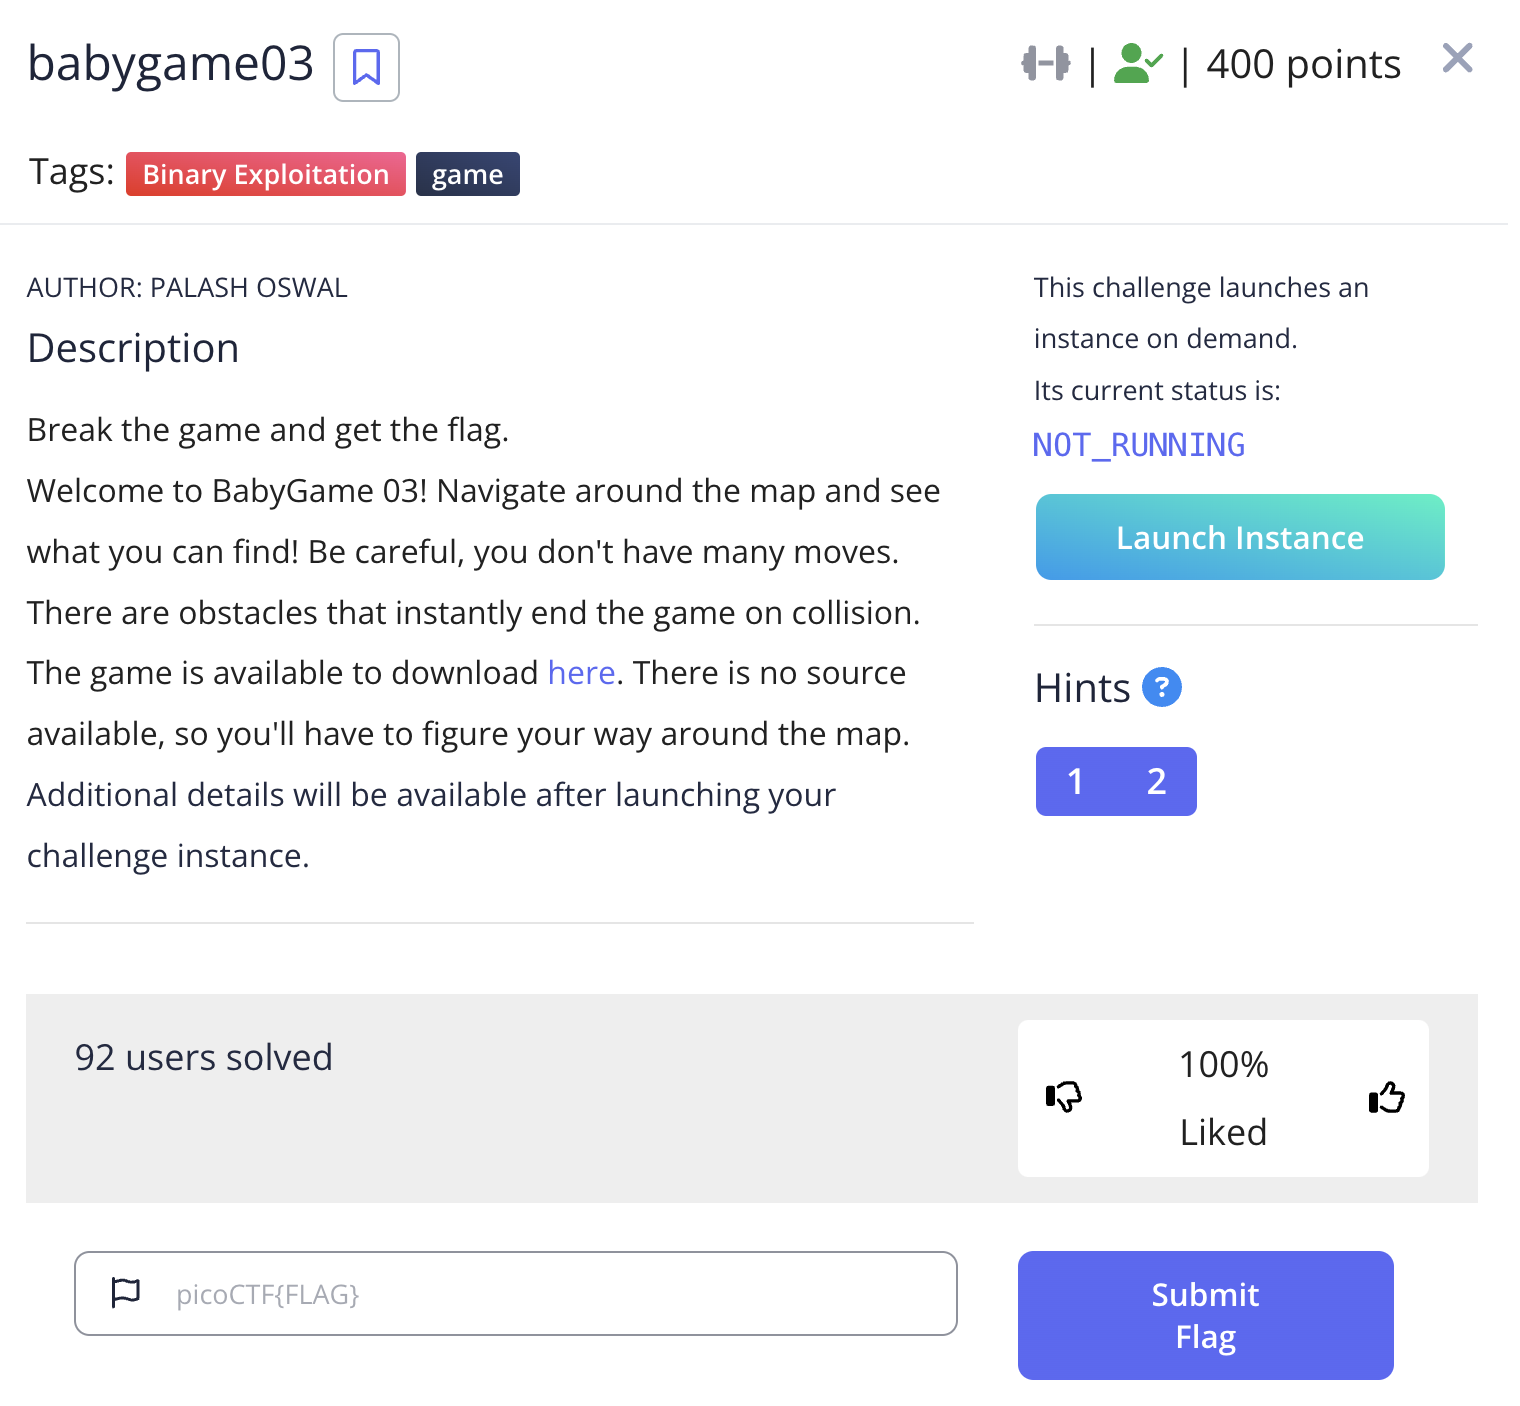 babygame03
| | 400 points
Tags: Binary Exploitation game
AUTHOR: PALASH OSWAL
Description
Break the game and get the flag.
Welcome to BabyGame 03! Navigate around the map and see
what you can find! Be careful, you don't have many moves.
There are obstacles that instantly end the game on collision.
The game is available to download here. There is no source
available, so you'll have to figure your way around the map.
Additional details will be available after launching your
challenge instance.
This challenge launches an
instance on demand.
Its current status is:
NOT_RUNNING
Launch Instance
Hints ?
1 2
92 users solved
100%
Liked
picoCTF{FLAG}
Submit
Flag